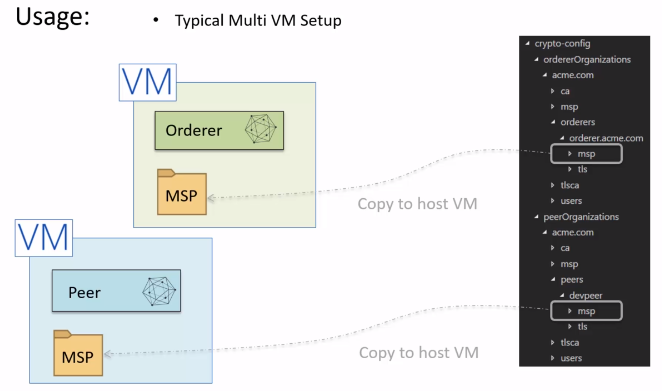 Usage:
• Typical Multi VM Setup
VM
Orderer
MSP
Copy to host VM
VM
Peer
MSP
Copy to host VM
crypto-config
ordererOrganizations
acme.com
ca
msp
orderers
orderer.acme.com
msp
tls
tlsca
users
peerOrganizations
acme.com
ca
msp
peers
devpeer
msp
tls
tlsca
users